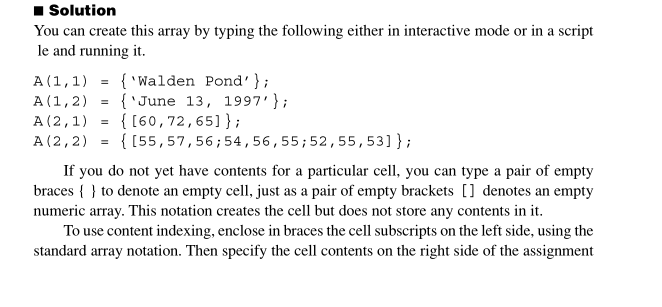 ■ Solution
You can create this array by typing the following either in interactive mode or in a script
le and running it.
A(1,1) = {‘Walden Pond’};
A(1,2) = {‘June 13, 1997’};
A(2,1) = {[60,72,65]};
A(2,2) = {[55,57,56;54,56,55;52,55,53]};
If you do not yet have contents for a particular cell, you can type a pair of empty
braces { } to denote an empty cell, just as a pair of empty brackets [] denotes an empty
numeric array. This notation creates the cell but does not store any contents in it.
To use content indexing, enclose in braces the cell subscripts on the left side, using the
standard array notation. Then specify the cell contents on the right side of the assignment